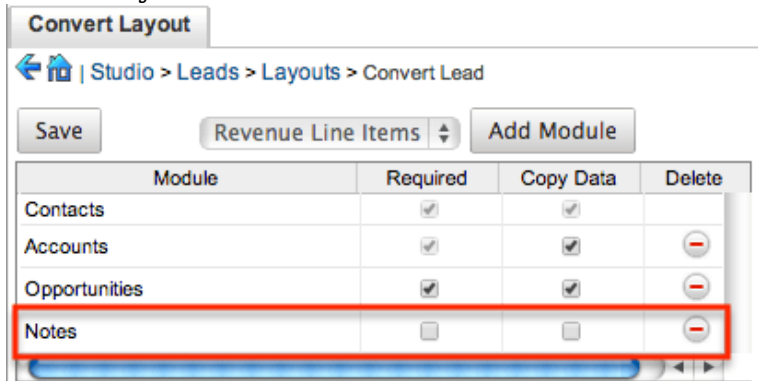 Convert Layout
| Studio > Leads > Layouts > Convert Lead
Save Revenue Line Items Add Module
Module Required Copy Data Delete
Contacts
Accounts
Opportunities
Notes